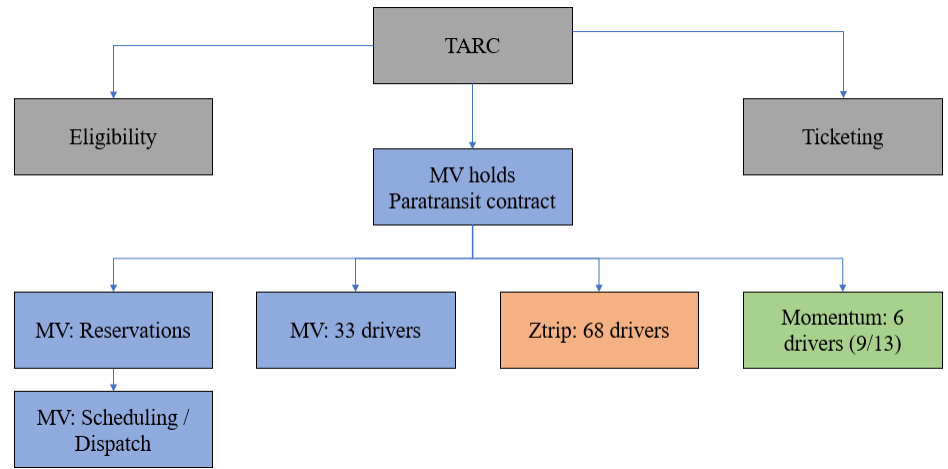 TARC
Eligibility
Ticketing
MV holds
Paratransit contract
MV: Reservations
MV: 33 drivers
Ztrip: 68 drivers
Momentum: 6
drivers (9/13)
MV: Scheduling /
Dispatch